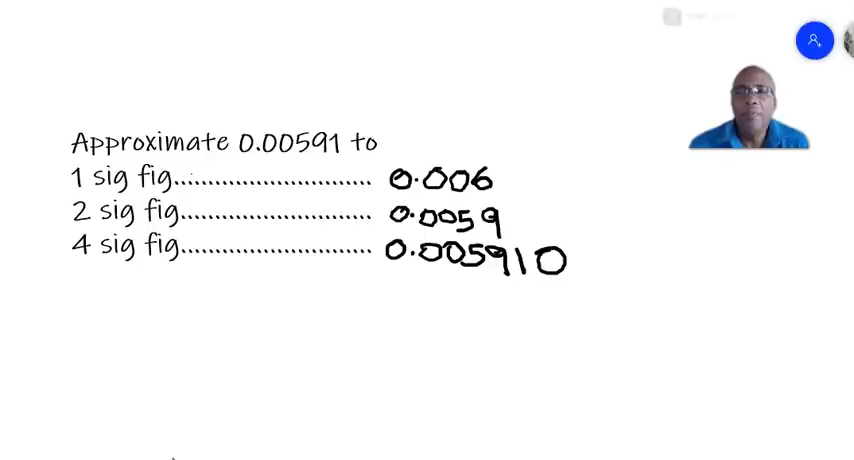 Approximate 0.00591 to
1 sig fig.............................. 0.006
2 sig fig.............................. 0.0059
4 sig fig.............................. 0.005910